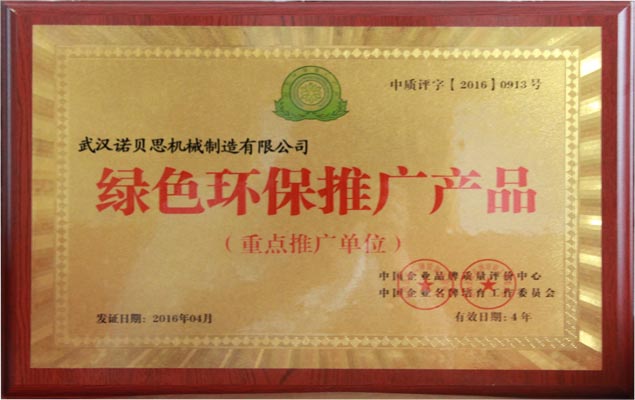 中质评字【2016】0913号
武汉诺贝思机械制造有限公司
绿色环保推广产品
（重点推广单位）
中国企业品牌质量评价中心
中国企业名牌培育工作委员会
发证日期：2016年04月
有效日期：4年